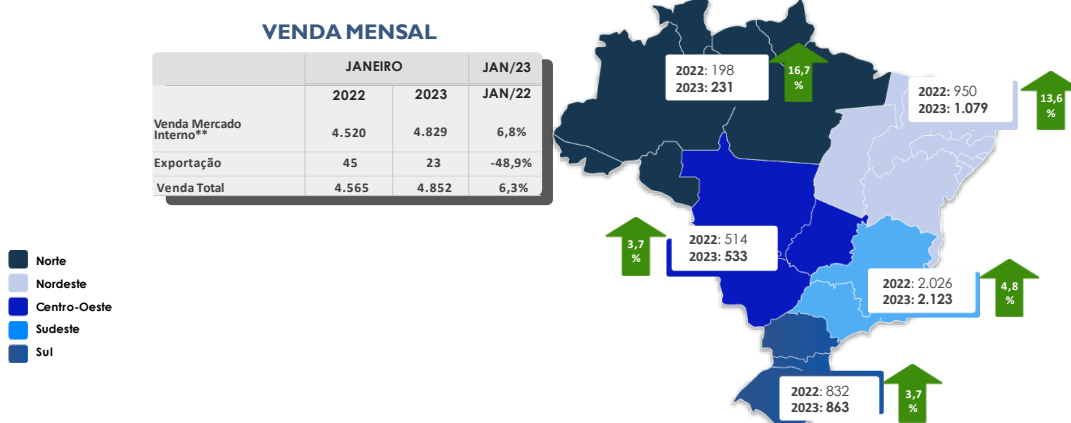 VENDA MENSAL
JANEIRO JAN/23
2022 2023 JAN/22
Venda Mercado
Interno** 4.520 4.829 6,8%
Exportação 45 23 -48,9%
Venda Total 4.565 4.852 6,3%
2022: 198
2023: 231
16,7
%
2022: 950
2023: 1.079
13,6
%
3,7
%
2022: 514
2023: 533
2022: 2.026
2023: 2.123
4,8
%
2022: 832
2023: 863
3,7
%
Norte
Nordeste
Centro-Oeste
Sudeste
Sul